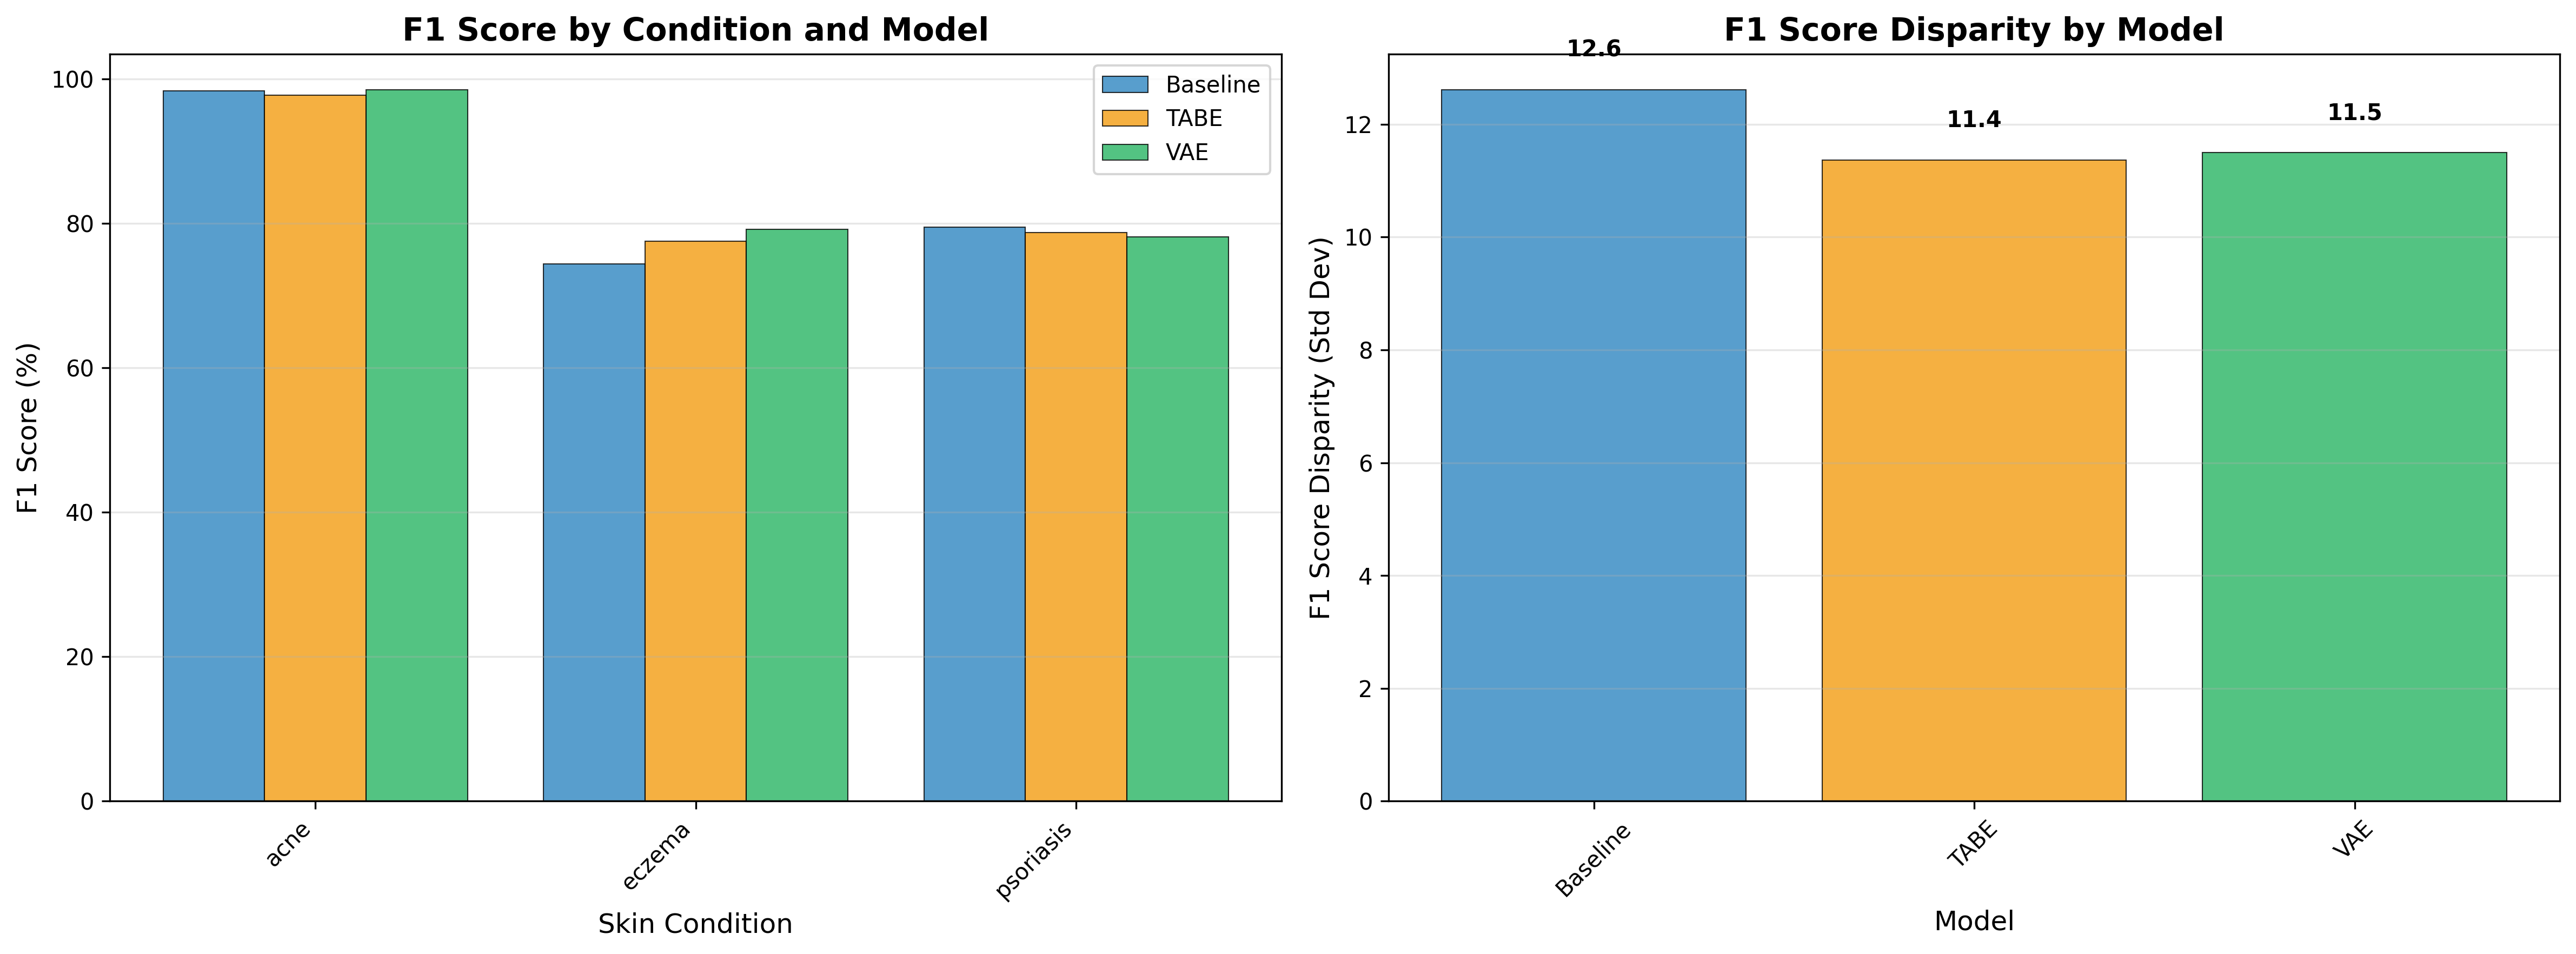 F1 Score by Condition and Model
F1 Score (%)
100
80
60
40
20
0
Baseline
TABE
VAE
acne
eczema
psoriasis
Skin Condition
F1 Score Disparity by Model
F1 Score Disparity (Std Dev)
12
10
8
6
4
2
0
12.6
11.4
11.5
Baseline
TABE
VAE
Model